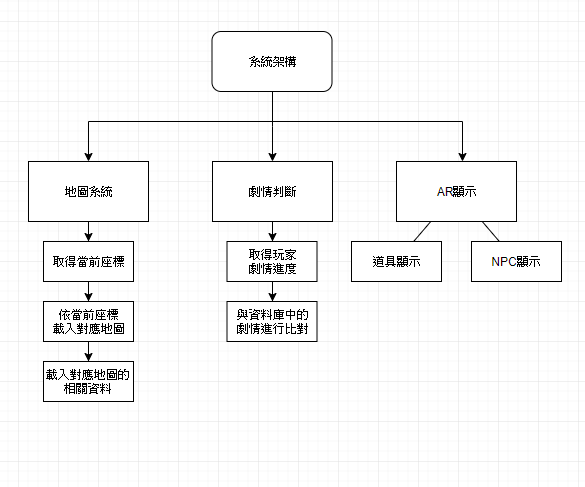 系統架構
地圖系統
劇情判斷
AR顯示
取得當前座標
取得玩家
劇情進度
道具顯示
NPC顯示
依當前座標
載入對應地圖
與資料庫中的
劇情進行比對
載入對應地圖的
相關資料